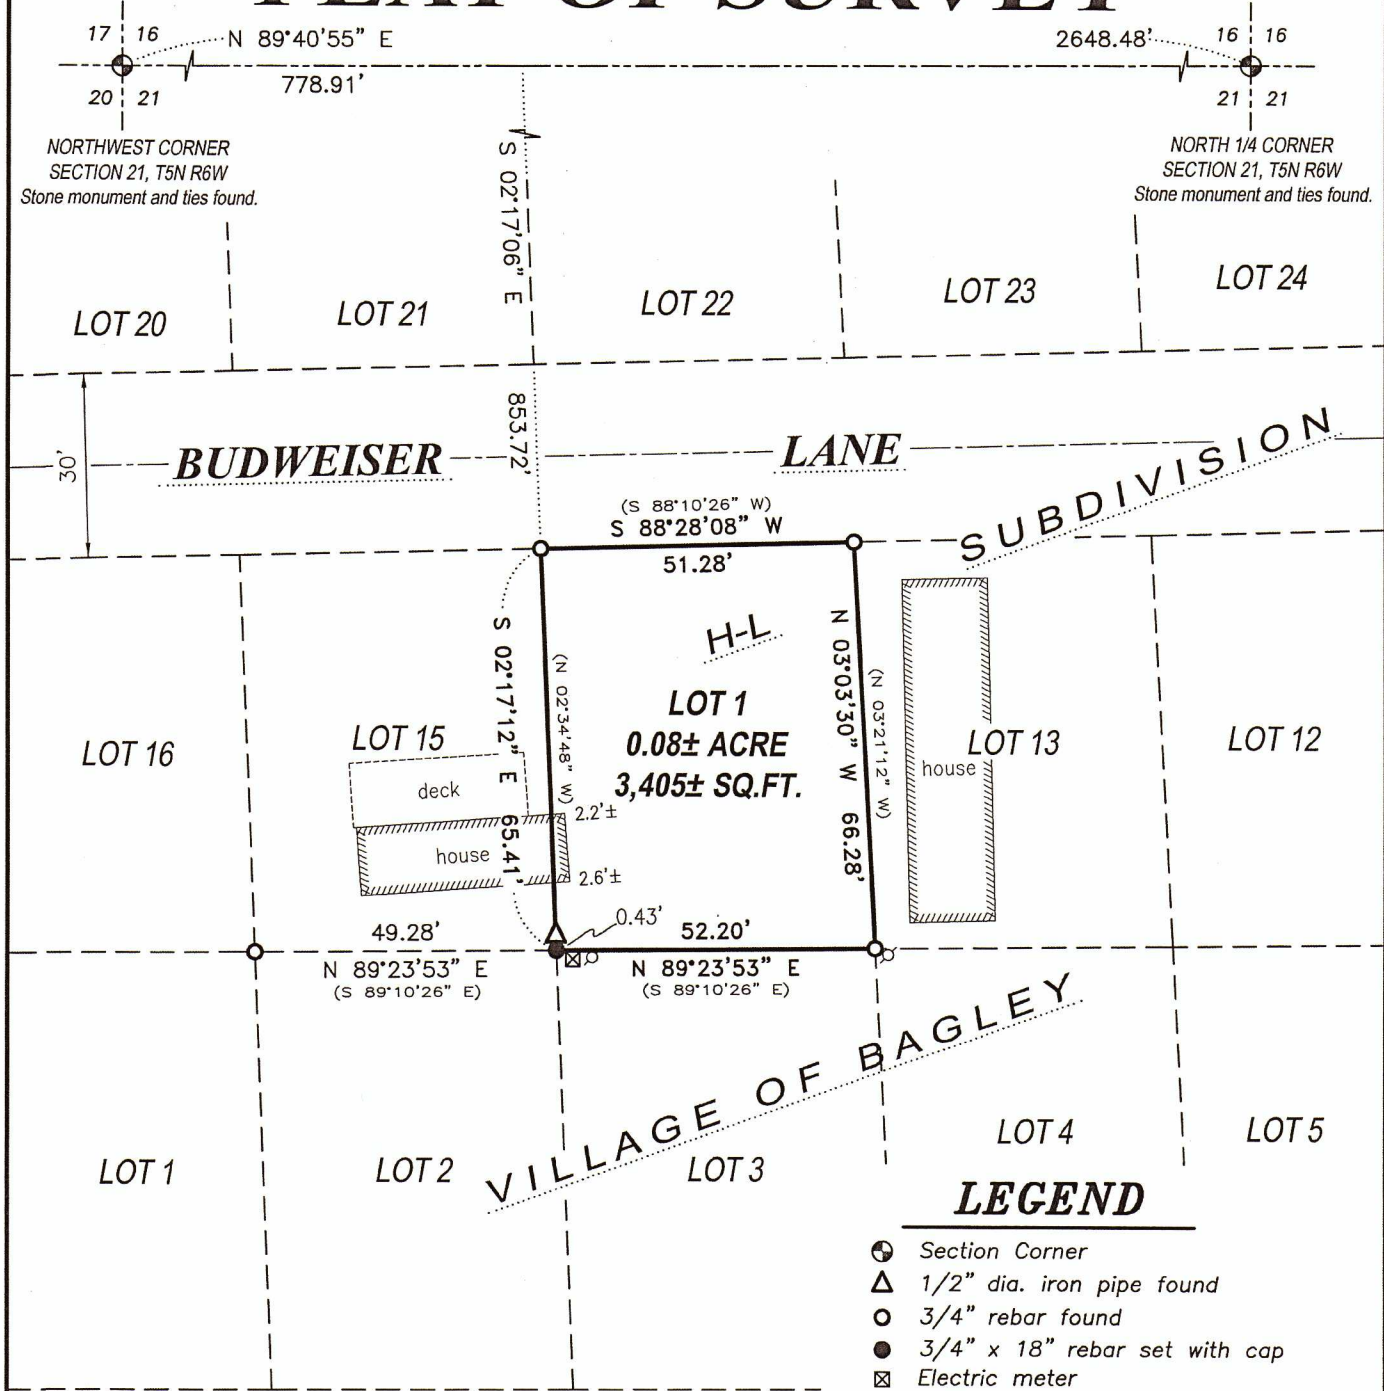 PLAT OF SURVEY
17 16
N 89°40'55" E
2648.48'
16 16
778.91'
20 21
21 21
NORTHWEST CORNER
SECTION 21, T5N R6W
Stone monument and ties found.
NORTH 1/4 CORNER
SECTION 21, T5N R6W
Stone monument and ties found.
S 02°17'06" E
853.72'
LOT 20
LOT 21
LOT 22
LOT 23
LOT 24
30'
BUDWEISER LANE
SUBDIVISION
(S 88°10'26" W)
S 88°28'08" W
51.28'
H-L
LOT 1
0.08± ACRE
3,405± SQ.FT.
S 02°17'12" E 65.41'
(N 02°34'48" W)
N 03°03'30" W 66.28'
(N 03°21'12" W)
LOT 16
LOT 15
LOT 13
LOT 12
deck
house
house
2.2'±
2.6'±
0.43'
49.28'
N 89°23'53" E
(S 89°10'26" E)
52.20'
N 89°23'53" E
(S 89°10'26" E)
VILLAGE OF BAGLEY
LOT 1
LOT 2
LOT 3
LOT 4
LOT 5
LEGEND
Section Corner
1/2" dia. iron pipe found
3/4" rebar found
3/4" x 18" rebar set with cap
Electric meter